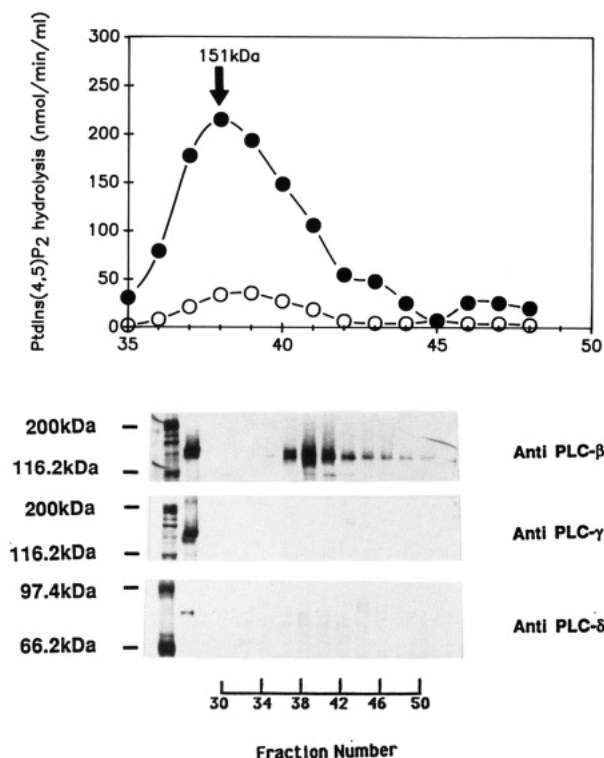 PtdIns(4,5)P2 hydrolysis (nmol/min/ml)
300
250
200
150
100
50
0
151kDa
35
40
45
50
200kDa
116.2kDa
Anti PLC-β
200kDa
116.2kDa
Anti PLC-γ
97.4kDa
66.2kDa
Anti PLC-δ
30 34 38 42 46 50
Fraction Number